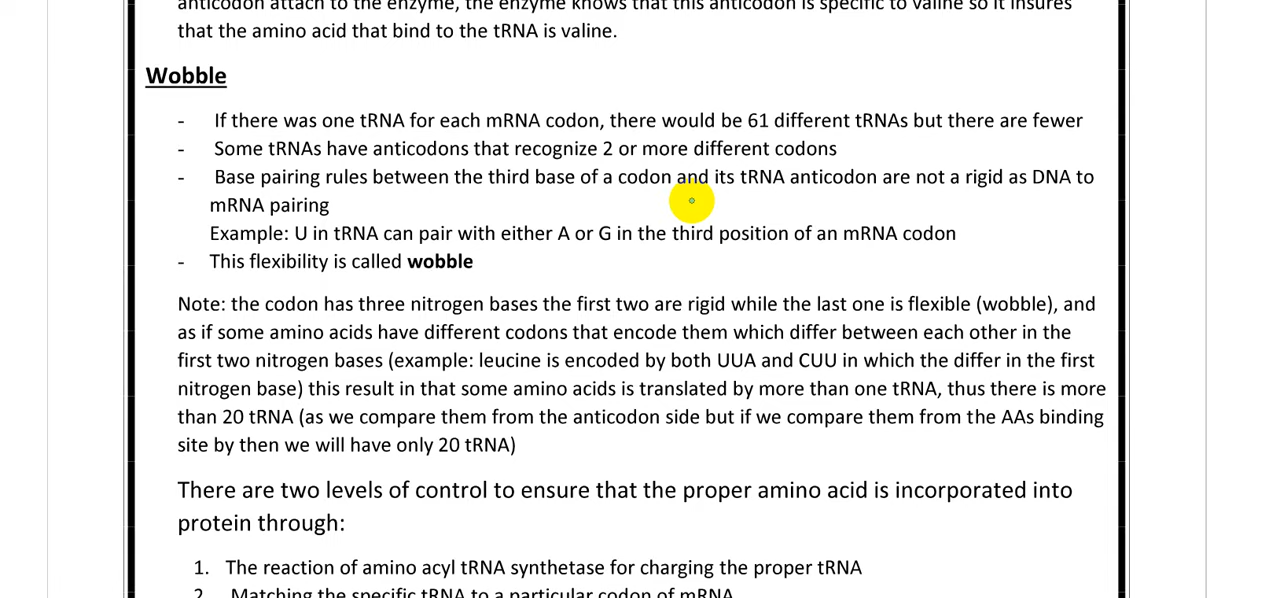 anticodon attach to the enzyme, the enzyme knows that this anticodon is specific to valine so it insures
that the amino acid that bind to the tRNA is valine.
Wobble
- If there was one tRNA for each mRNA codon, there would be 61 different tRNAs but there are fewer
- Some tRNAs have anticodons that recognize 2 or more different codons
- Base pairing rules between the third base of a codon and its tRNA anticodon are not a rigid as DNA to
mRNA pairing
Example: U in tRNA can pair with either A or G in the third position of an mRNA codon
- This flexibility is called wobble
Note: the codon has three nitrogen bases the first two are rigid while the last one is flexible (wobble), and
as if some amino acids have different codons that encode them which differ between each other in the
first two nitrogen bases (example: leucine is encoded by both UUA and CUU in which the differ in the first
nitrogen base) this result in that some amino acids is translated by more than one tRNA, thus there is more
than 20 tRNA (as we compare them from the anticodon side but if we compare them from the AAs binding
site by then we will have only 20 tRNA)
There are two levels of control to ensure that the proper amino acid is incorporated into
protein through:
1. The reaction of amino acyl tRNA synthetase for charging the proper tRNA
2. Matching the specific tRNA to a particular codon of mRNA